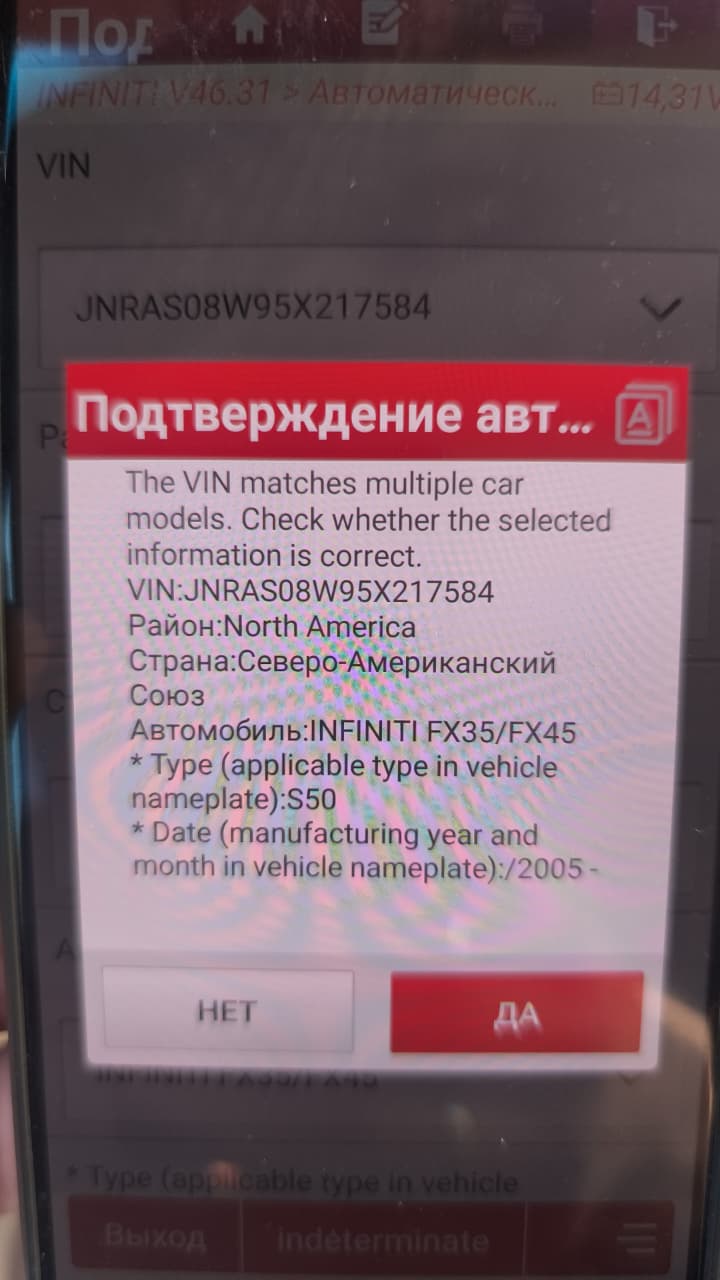 INFINITI V46.31 > Автоматическ... 14,31V
VIN
JNRAS08W95X217584
Подтверждение авт...
The VIN matches multiple car
models. Check whether the selected
information is correct.
VIN:JNRAS08W95X217584
Район:North America
Страна:Северо-Американский
Союз
Автомобиль:INFINITI FX35/FX45
* Type (applicable type in vehicle
nameplate):S50
* Date (manufacturing year and
month in vehicle nameplate):/2005 -
НЕТ ДА
INFINITI FX35/FX45
* Type (applicable type in vehicle
Выход Indeterminate